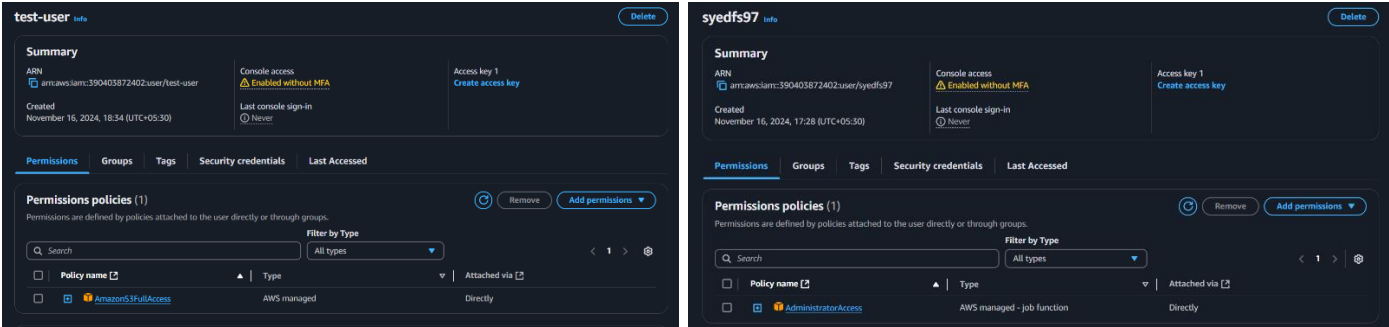 test-user Info
Delete
Summary
ARN
arn:aws:iam::390403872402:user/test-user
Console access
Enabled without MFA
Access key 1
Create access key
Created
November 16, 2024, 18:34 (UTC+05:30)
Last console sign-in
Never
Permissions Groups Tags Security credentials Last Accessed
Permissions policies (1)
Remove
Add permissions
Permissions are defined by policies attached to the user directly or through groups.
Filter by Type
Search
All types
1
Policy name
Type
Attached via
AmazonS3FullAccess
AWS managed
Directly
syedfs97 Info
Delete
Summary
ARN
arn:aws:iam::390403872402:user/syedfs97
Console access
Enabled without MFA
Access key 1
Create access key
Created
November 16, 2024, 17:28 (UTC+05:30)
Last console sign-in
Never
Permissions Groups Tags Security credentials Last Accessed
Permissions policies (1)
Remove
Add permissions
Permissions are defined by policies attached to the user directly or through groups.
Filter by Type
Search
All types
1
Policy name
Type
Attached via
AdministratorAccess
AWS managed - job function
Directly